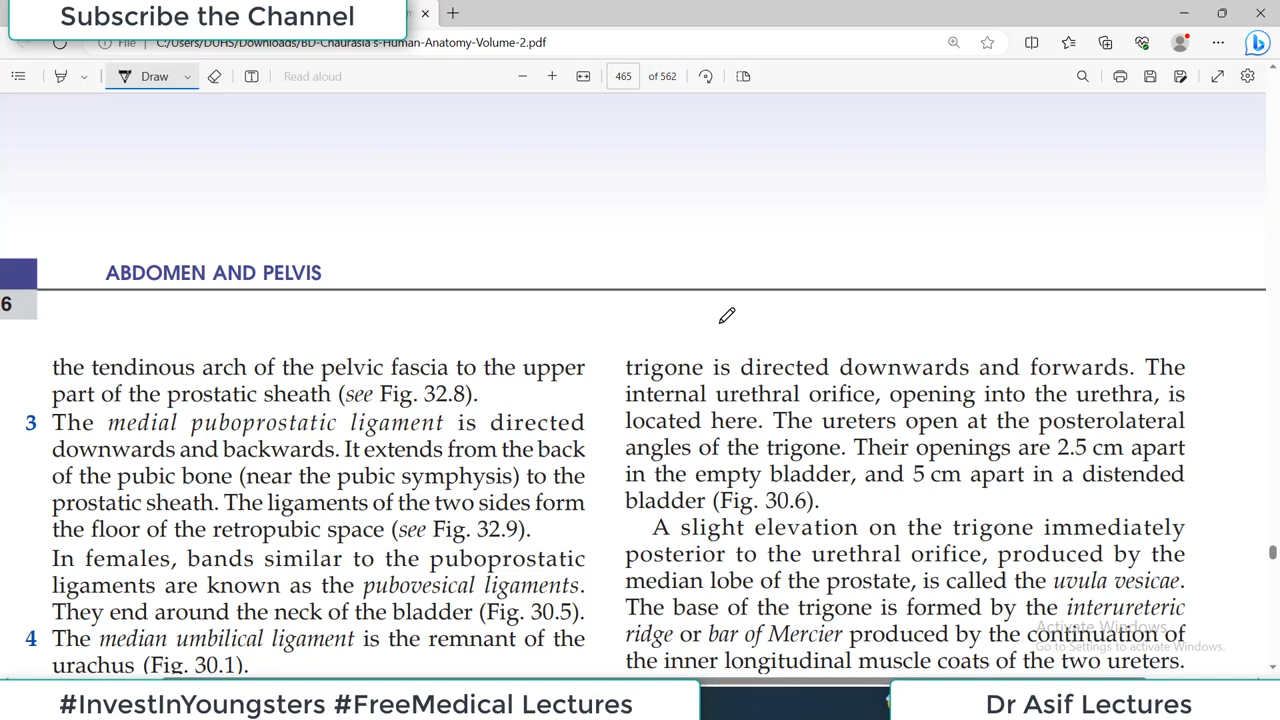 Subscribe the Channel
File
C:/Users/DUHS/Downloads/BD-Chaurasia's-Human-Anatomy-Volume-2.pdf
Draw
Read aloud
465 of 562
ABDOMEN AND PELVIS
6
the tendinous arch of the pelvic fascia to the upper
part of the prostatic sheath (see Fig. 32.8).
3 The medial puboprostatic ligament is directed
downwards and backwards. It extends from the back
of the pubic bone (near the pubic symphysis) to the
prostatic sheath. The ligaments of the two sides form
the floor of the retropubic space (see Fig. 32.9).
In females, bands similar to the puboprostatic
ligaments are known as the pubovesical ligaments.
They end around the neck of the bladder (Fig. 30.5).
4 The median umbilical ligament is the remnant of the
urachus (Fig. 30.1).
trigone is directed downwards and forwards. The
internal urethral orifice, opening into the urethra, is
located here. The ureters open at the posterolateral
angles of the trigone. Their openings are 2.5 cm apart
in the empty bladder, and 5 cm apart in a distended
bladder (Fig. 30.6).
A slight elevation on the trigone immediately
posterior to the urethral orifice, produced by the
median lobe of the prostate, is called the uvula vesicae.
The base of the trigone is formed by the interureteric
ridge or bar of Mercier produced by the continuation of
the inner longitudinal muscle coats of the two ureters.
Activate Windows
Go to Settings to activate Windows.
#InvestInYoungsters #FreeMedical Lectures
Dr Asif Lectures